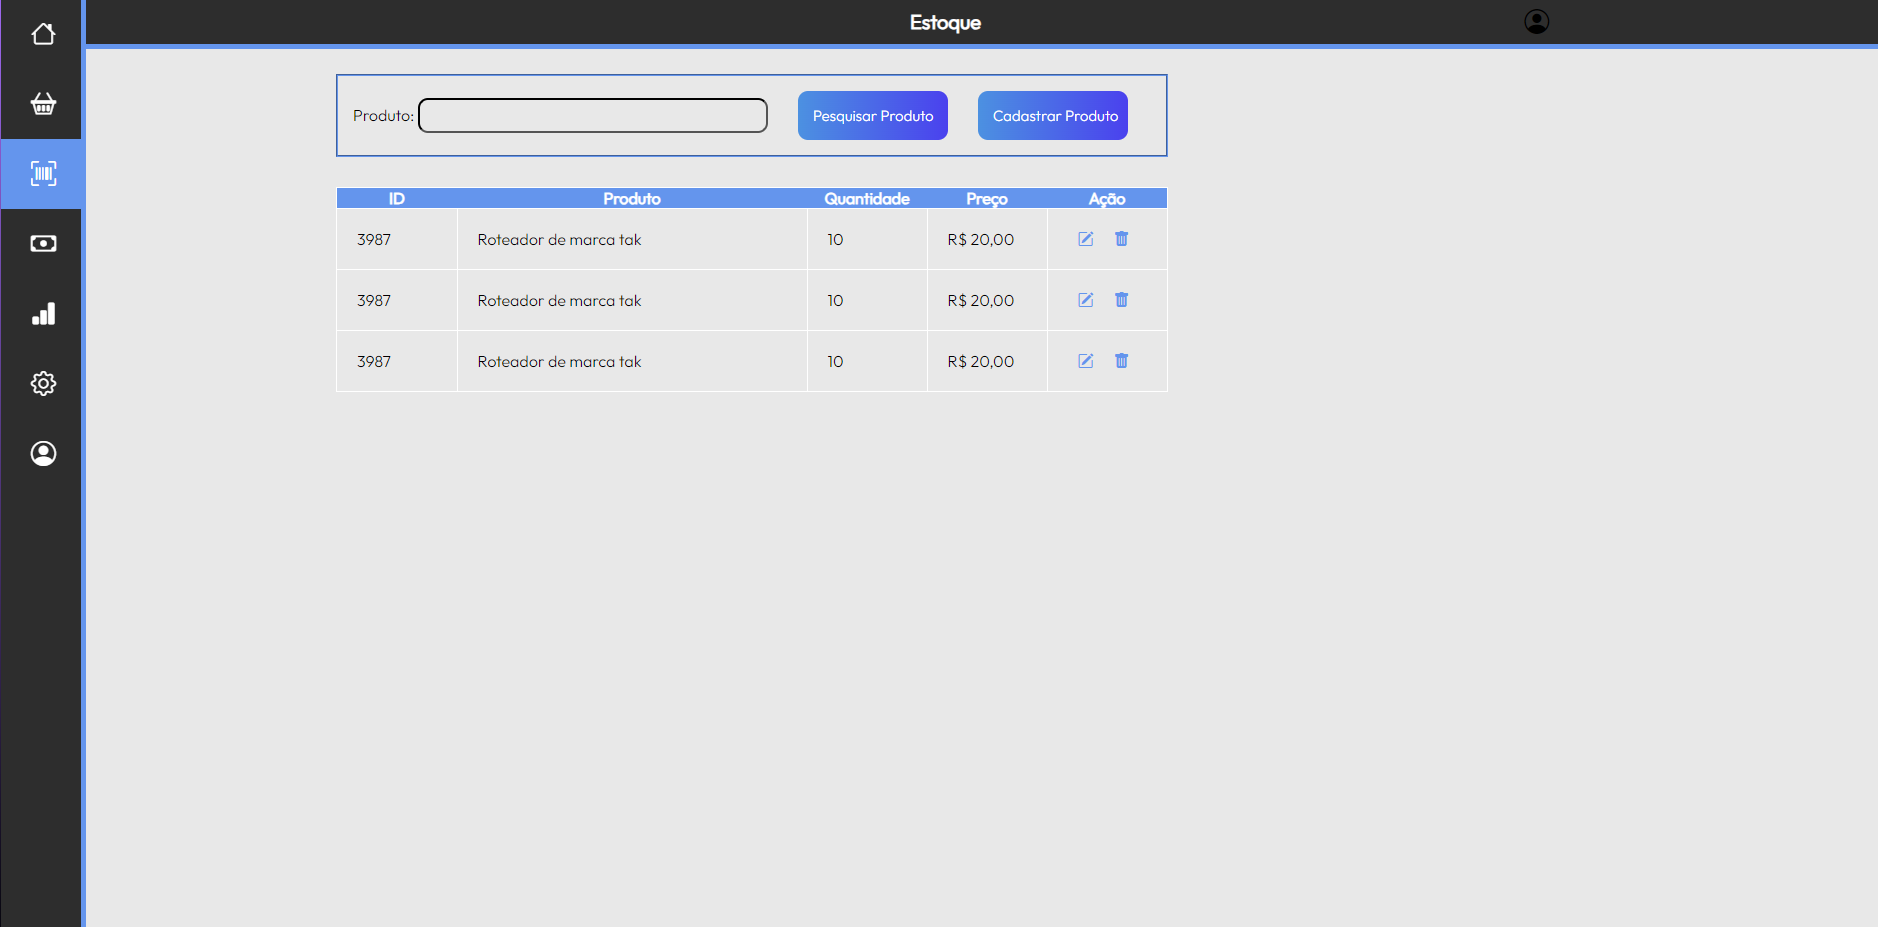 Estoque
Produto: Pesquisar Produto Cadastrar Produto
ID Produto Quantidade Preço Ação
3987 Roteador de marca tak 10 R$ 20,00
3987 Roteador de marca tak 10 R$ 20,00
3987 Roteador de marca tak 10 R$ 20,00